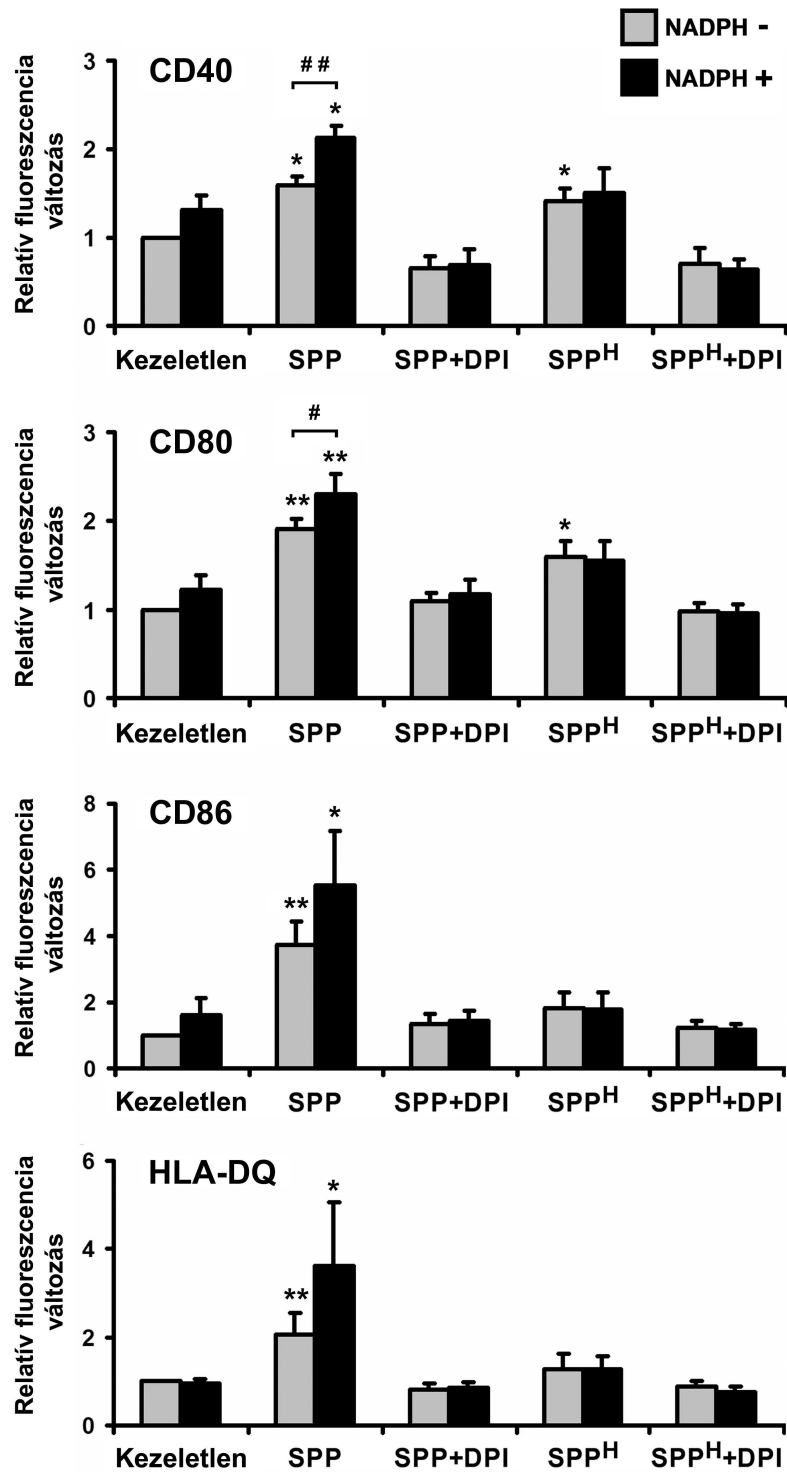 NADPH -
NADPH +
CD40
Relatív fluoreszcencia
változás
3
2
1
0
* * ##
*
Kezeletlen SPP SPP+DPI SPPᴴ SPPᴴ+DPI
CD80
Relatív fluoreszcencia
változás
3
2
1
0
** ** #
*
Kezeletlen SPP SPP+DPI SPPᴴ SPPᴴ+DPI
CD86
Relatív fluoreszcencia
változás
8
6
4
2
0
** *
Kezeletlen SPP SPP+DPI SPPᴴ SPPᴴ+DPI
HLA-DQ
Relatív fluoreszcencia
változás
6
4
2
0
** *
Kezeletlen SPP SPP+DPI SPPᴴ SPPᴴ+DPI